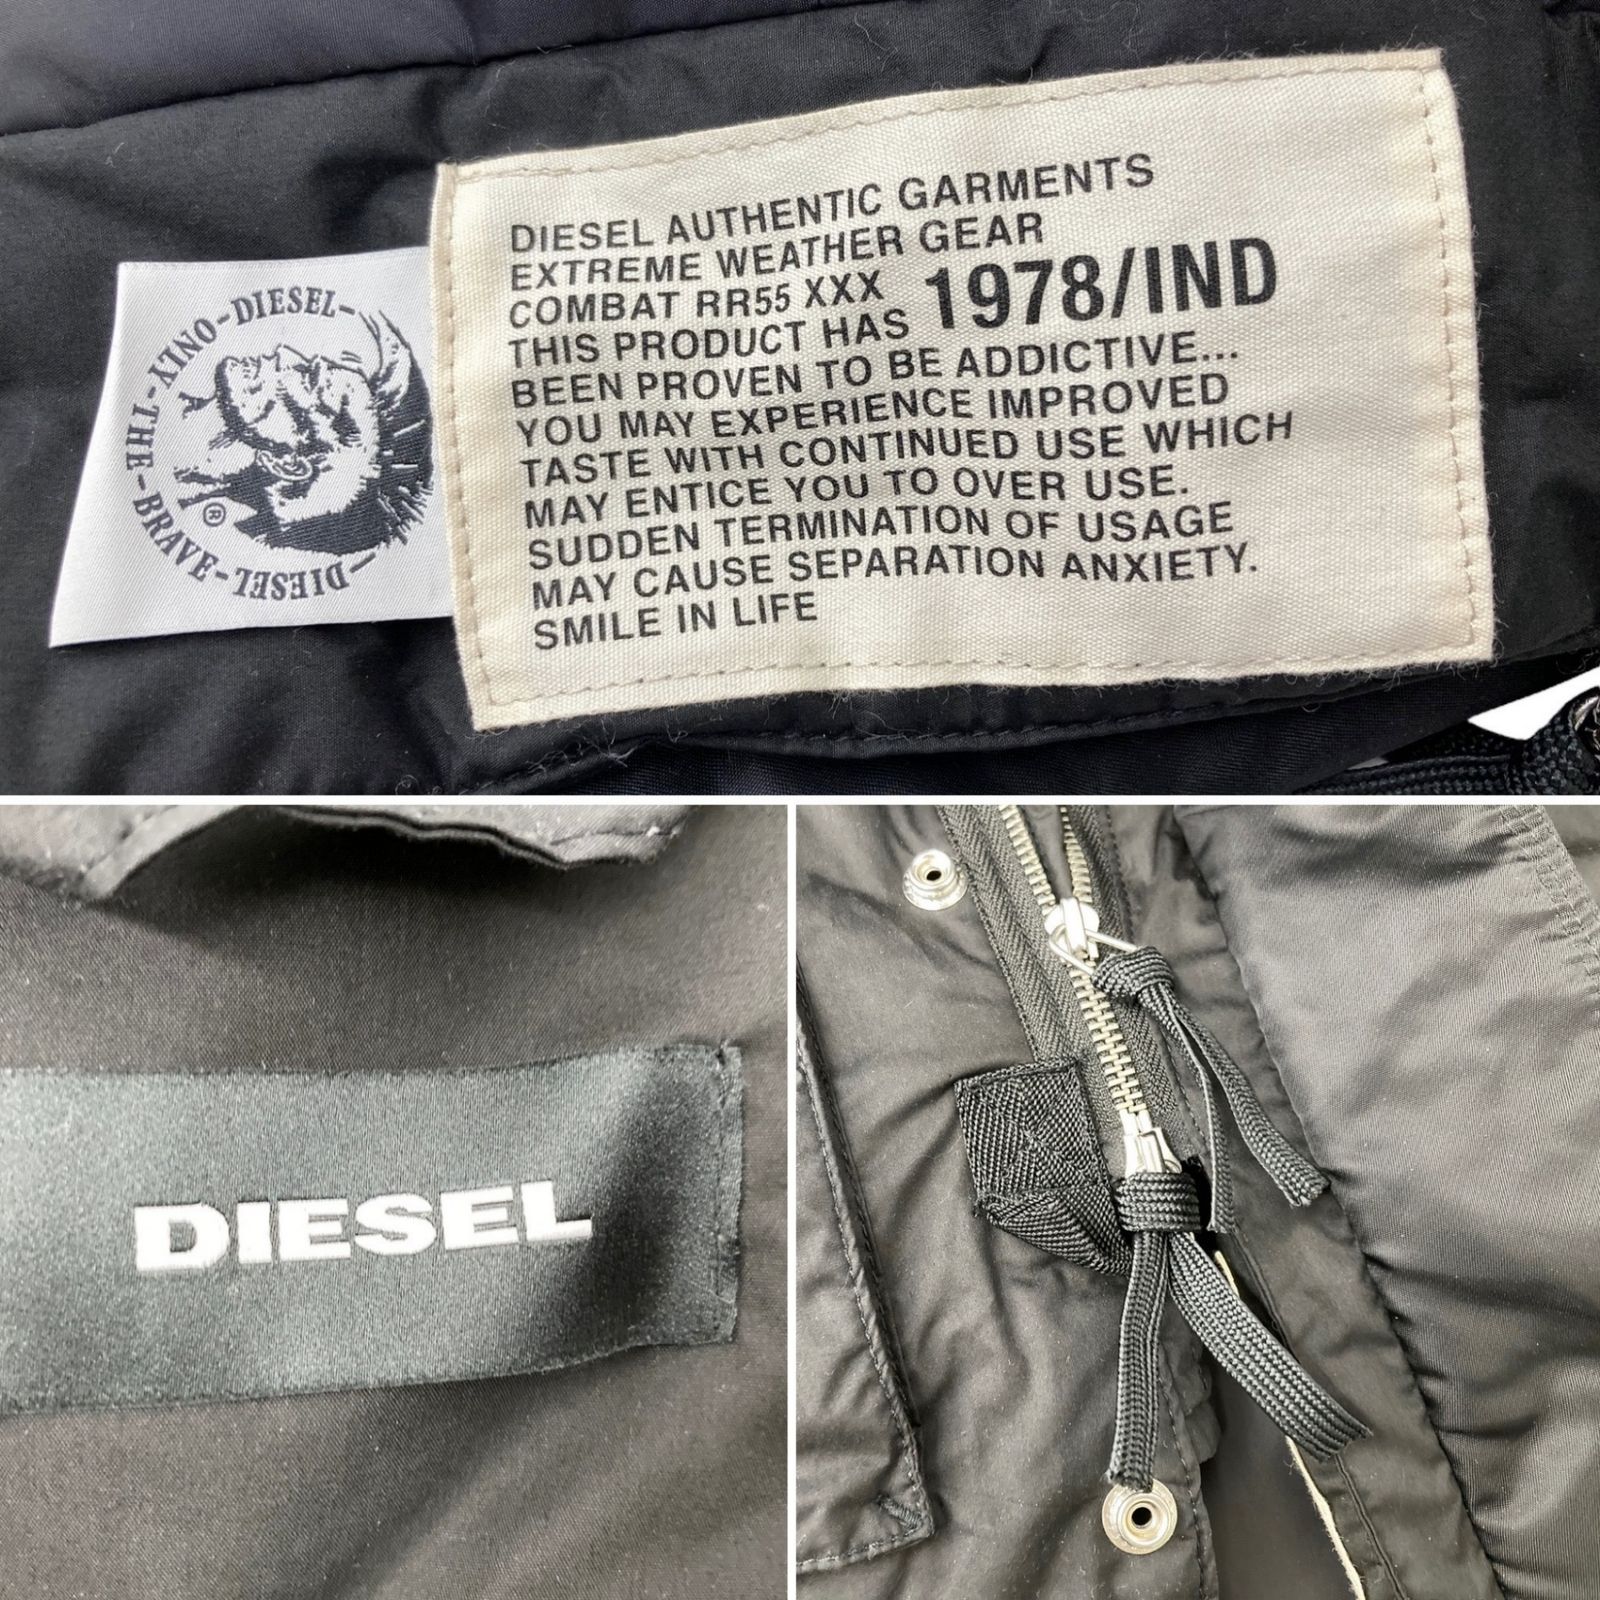 DIESEL-ONLY-THE-BRAVE-DIESEL-
®
DIESEL AUTHENTIC GARMENTS
EXTREME WEATHER GEAR
COMBAT RR55 XXX 1978/IND
THIS PRODUCT HAS
BEEN PROVEN TO BE ADDICTIVE...
YOU MAY EXPERIENCE IMPROVED
TASTE WITH CONTINUED USE WHICH
MAY ENTICE YOU TO OVER USE.
SUDDEN TERMINATION OF USAGE
MAY CAUSE SEPARATION ANXIETY.
SMILE IN LIFE
DIESEL